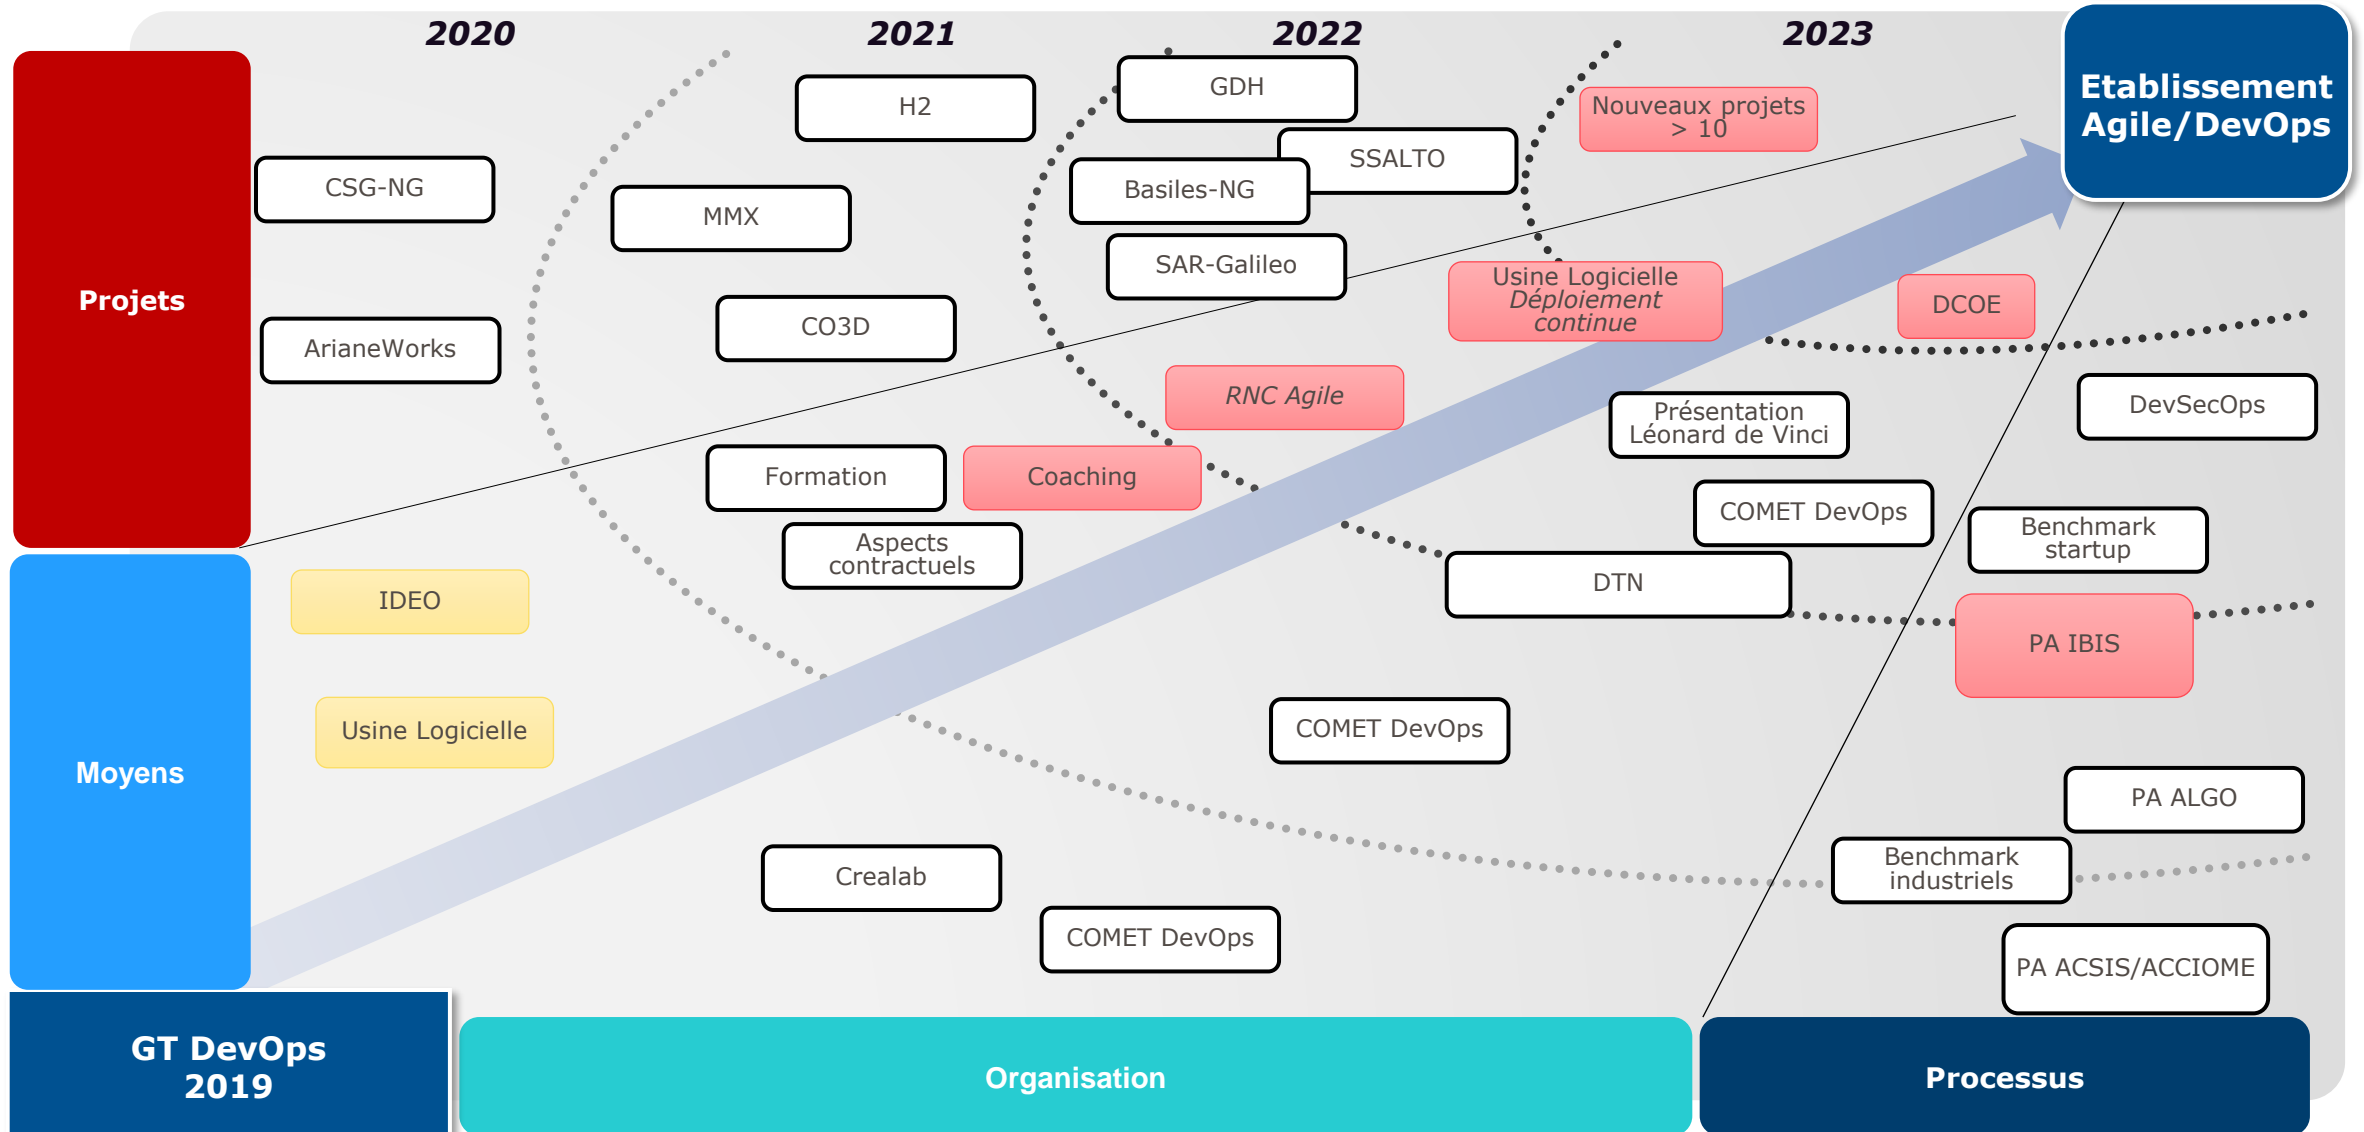 2020
2021
2022
2023
Etablissement
Agile/DevOps
Projets
CSG-NG
ArianeWorks
H2
MMX
CO3D
GDH
SSALTO
Basiles-NG
SAR-Galileo
Nouveaux projets
> 10
Usine Logicielle
Déploiement
continue
DCOE
RNC Agile
Formation
Coaching
Aspects
contractuels
Présentation
Léonard de Vinci
DevSecOps
COMET DevOps
Benchmark
startup
DTN
PA IBIS
Moyens
IDEO
Usine Logicielle
COMET DevOps
PA ALGO
Crealab
Benchmark
industriels
COMET DevOps
PA ACSIS/ACCIOME
GT DevOps
2019
Organisation
Processus